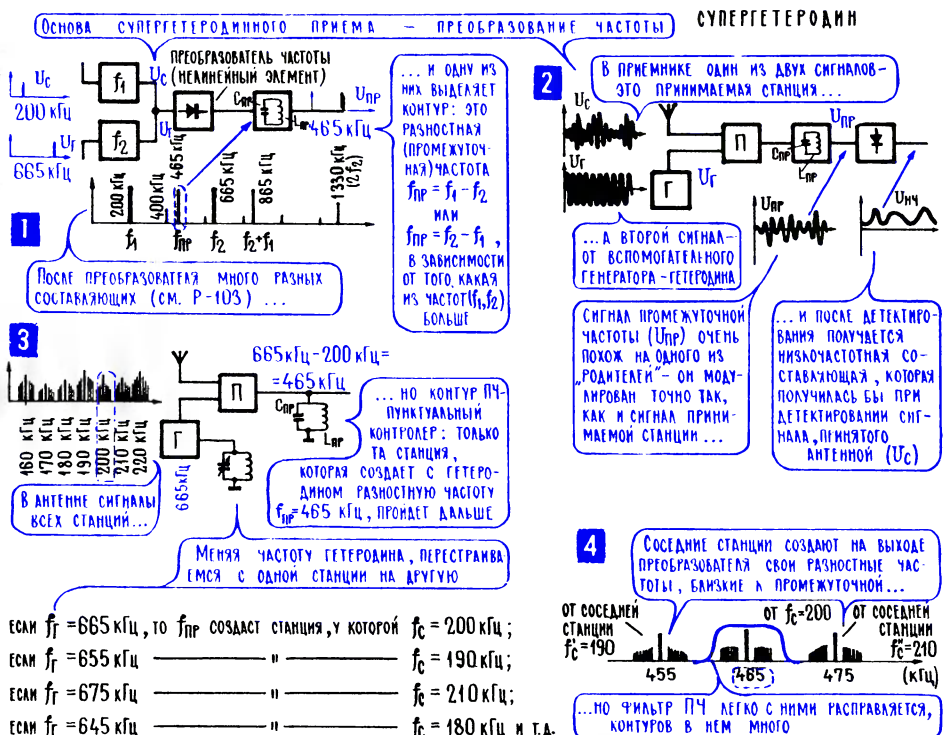 СУПЕРГЕТЕРОДИН
ОСНОВА СУПЕРГЕТЕРОДИННОГО ПРИЕМА – ПРЕОБРАЗОВАНИЕ ЧАСТОТЫ
1
Uс
200 кГц
Uг
665 кГц
f₁
f₂
Uс
Uг
ПРЕОБРАЗОВАТЕЛЬ ЧАСТОТЫ
(НЕЛИНЕЙНЫЙ ЭЛЕМЕНТ)
Cпр
Lпр
Uпр
465 кГц
200 кГц
400 кГц
465 кГц
665 кГц
865 кГц
1330 кГц
(2f₂)
f₁
fпр
f₂
f₂+f₁
ПОСЛЕ ПРЕОБРАЗОВАТЕЛЯ МНОГО РАЗНЫХ
СОСТАВЛЯЮЩИХ (СМ. Р-103) ...
... И ОДНУ ИЗ
НИХ ВЫДЕЛЯЕТ
КОНТУР: ЭТО
РАЗНОСТНАЯ
(ПРОМЕЖУТОЧ-
НАЯ) ЧАСТОТА
fпр = f₁ - f₂
ИЛИ
fпр = f₂ - f₁ ,
В ЗАВИСИМОСТИ
ОТ ТОГО, КАКАЯ
ИЗ ЧАСТОТ (f₁,f₂)
БОЛЬШЕ
2
В ПРИЕМНИКЕ ОДИН ИЗ ДВУХ СИГНАЛОВ-
ЭТО ПРИНИМАЕМАЯ СТАНЦИЯ ...
Uс
Uг
Г
Uг
П
Cпр
Lпр
Uпр
Uпр
Uнч
... А ВТОРОЙ СИГНАЛ-
ОТ ВСПОМОГАТЕЛЬНОГО
ГЕНЕРАТОРА-ГЕТЕРОДИНА
СИГНАЛ ПРОМЕЖУТОЧНОЙ
ЧАСТОТЫ (Uпр) ОЧЕНЬ
ПОХОЖ НА ОДНОГО ИЗ
„РОДИТЕЛЕЙ"- ОН МОДУ-
ЛИРОВАН ТОЧНО ТАК,
КАК И СИГНАЛ ПРИНИ-
МАЕМОЙ СТАНЦИИ ...
... И ПОСЛЕ ДЕТЕКТИРО-
ВАНИЯ ПОЛУЧАЕТСЯ
НИЗКОЧАСТОТНАЯ СО-
СТАВЛЯЮЩАЯ, КОТОРАЯ
ПОЛУЧИЛАСЬ БЫ ПРИ
ДЕТЕКТИРОВАНИИ СИГ-
НАЛА, ПРИНЯТОГО
АНТЕННОЙ (Uс)
3
160 кГц
170 кГц
180 кГц
190 кГц
200 кГц
210 кГц
220 кГц
В АНТЕННЕ СИГНАЛЫ
ВСЕХ СТАНЦИЙ...
П
Г
665 кГц
665 кГц – 200 кГц =
= 465 кГц
Cпр
Lпр
... НО КОНТУР ПЧ-
ПУНКТУАЛЬНЫЙ
КОНТРОЛЕР: ТОЛЬКО
ТА СТАНЦИЯ,
КОТОРАЯ СОЗДАЕТ С ГЕТЕРО-
ДИНОМ РАЗНОСТНУЮ ЧАСТОТУ
fпр=465 кГц, ПРОЙДЕТ ДАЛЬШЕ
МЕНЯЯ ЧАСТОТУ ГЕТЕРОДИНА, ПЕРЕСТРАИВА
ЕМСЯ С ОДНОЙ СТАНЦИИ НА ДРУГУЮ
ЕСЛИ fг = 665 кГц, ТО fпр СОЗДАСТ СТАНЦИЯ, У КОТОРОЙ fс = 200 кГц;
ЕСЛИ fг = 655 кГц — " — fс = 190 кГц;
ЕСЛИ fг = 675 кГц — " — fс = 210 кГц;
ЕСЛИ fг = 645 кГц — " — fс = 180 кГц И Т.Д.
4
СОСЕДНИЕ СТАНЦИИ СОЗДАЮТ НА ВЫХОДЕ
ПРЕОБРАЗОВАТЕЛЯ СВОИ РАЗНОСТНЫЕ ЧАС-
ТОТЫ, БЛИЗКИЕ К ПРОМЕЖУТОЧНОЙ...
ОТ СОСЕДНЕЙ
СТАНЦИИ
f'с=190
ОТ fс=200
ОТ СОСЕДНЕЙ
СТАНЦИИ
f"с=210
455
465
475
(кГц)
...НО ФИЛЬТР ПЧ ЛЕГКО С НИМИ РАСПРАВЛЯЕТСЯ,
КОНТУРОВ В НЕМ МНОГО